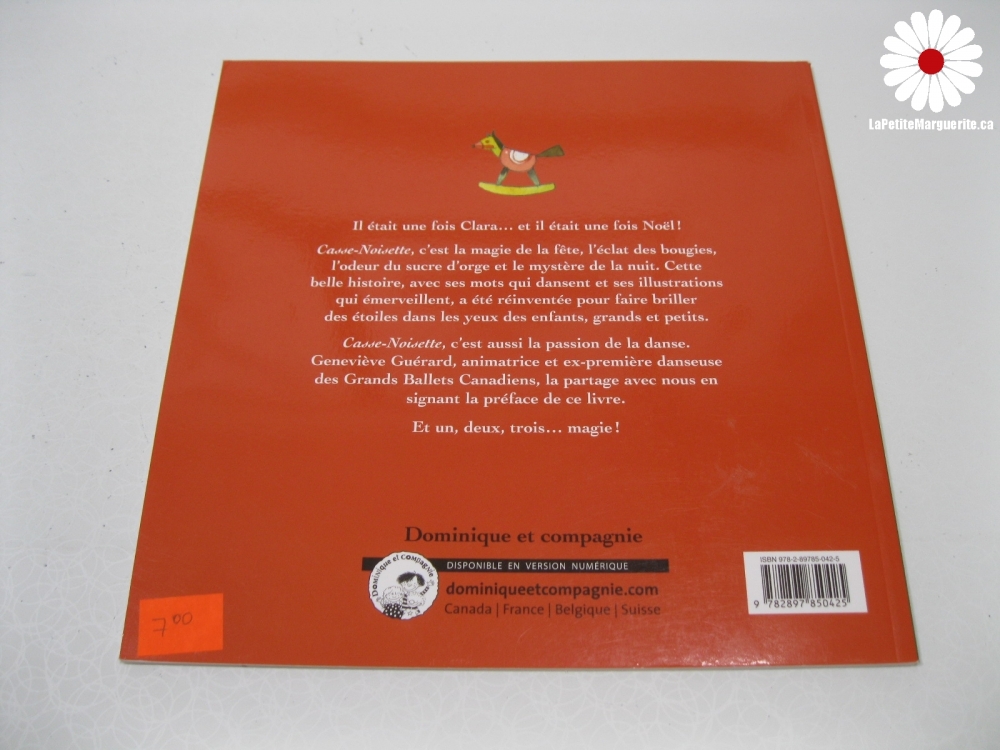 LaPetiteMarguerite.ca
Il était une fois Clara… et il était une fois Noël !
Casse-Noisette, c'est la magie de la fête, l'éclat des bougies,
l'odeur du sucre d'orge et le mystère de la nuit. Cette
belle histoire, avec ses mots qui dansent et ses illustrations
qui émerveillent, a été réinventée pour faire briller
des étoiles dans les yeux des enfants, grands et petits.
Casse-Noisette, c'est aussi la passion de la danse.
Geneviève Guérard, animatrice et ex-première danseuse
des Grands Ballets Canadiens, la partage avec nous en
signant la préface de ce livre.
Et un, deux, trois… magie !
Dominique et compagnie
DISPONIBLE EN VERSION NUMÉRIQUE
Dominique et compagnie
dominiqueetcompagnie.com
Canada | France | Belgique | Suisse
ISBN 978-2-89785-042-5
9 782897 850425
7 00